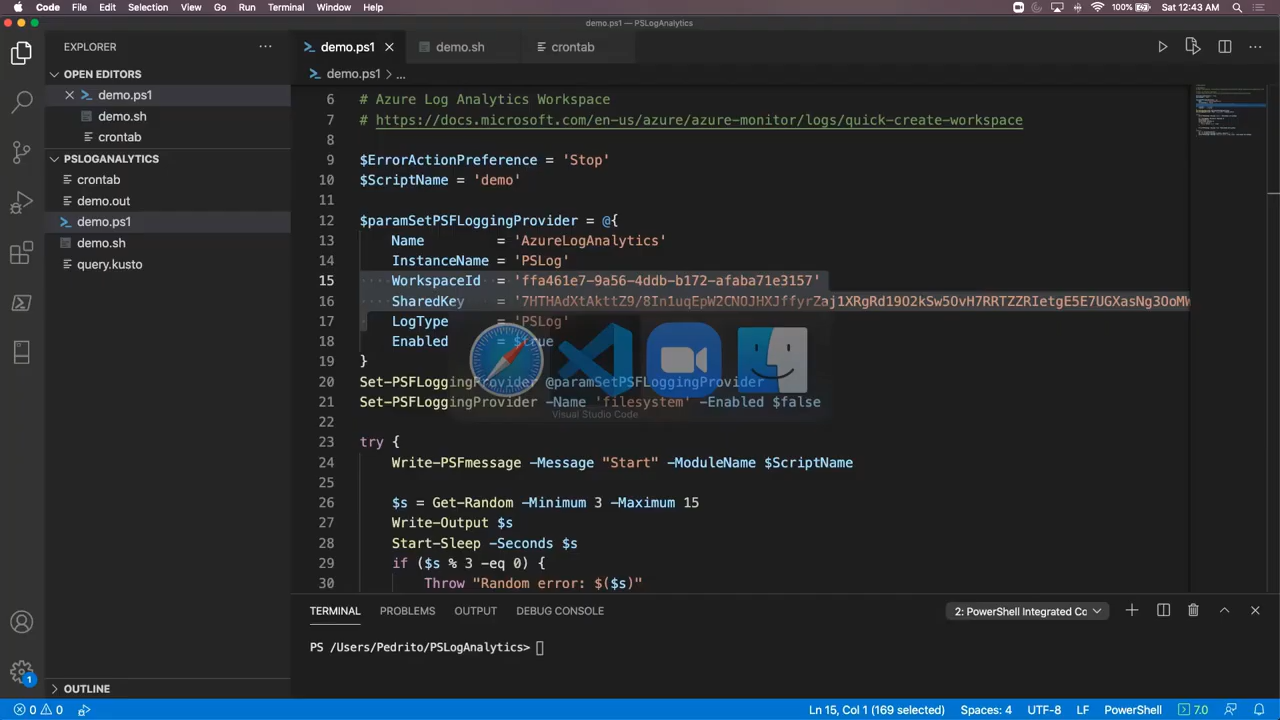 Code File Edit Selection View Go Run Terminal Window Help
100% Sat 12:43 AM
demo.ps1 — PSLogAnalytics
EXPLORER
OPEN EDITORS
demo.ps1
demo.sh
crontab
PSLOGANALYTICS
crontab
demo.out
demo.ps1
demo.sh
query.kusto
OUTLINE
demo.ps1 demo.sh crontab
demo.ps1 > ...
6 # Azure Log Analytics Workspace
7 # https://docs.microsoft.com/en-us/azure/azure-monitor/logs/quick-create-workspace
8
9 $ErrorActionPreference = 'Stop'
10 $ScriptName = 'demo'
11
12 $paramSetPSFLoggingProvider = @{
13 Name = 'AzureLogAnalytics'
14 InstanceName = 'PSLog'
15 WorkspaceId = 'ffa461e7-9a56-4ddb-b172-afaba71e3157'
16 SharedKey =
17 LogType = 'PSLog'
18 Enabled = $true
19 }
20 Set-PSFLoggingProvider @paramSetPSFLoggingProvider
21 Set-PSFLoggingProvider -Name 'filesystem' -Enabled $false
Visual Studio Code
22
23 try {
24 Write-PSFmessage -Message "Start" -ModuleName $ScriptName
25
26 $s = Get-Random -Minimum 3 -Maximum 15
27 Write-Output $s
28 Start-Sleep -Seconds $s
29 if ($s % 3 -eq 0) {
30 Throw "Random error: $($s)"
TERMINAL PROBLEMS OUTPUT DEBUG CONSOLE 2: PowerShell Integrated Co
PS /Users/Pedrito/PSLogAnalytics>
1
0 0 Ln 15, Col 1 (169 selected) Spaces: 4 UTF-8 LF PowerShell 7.0